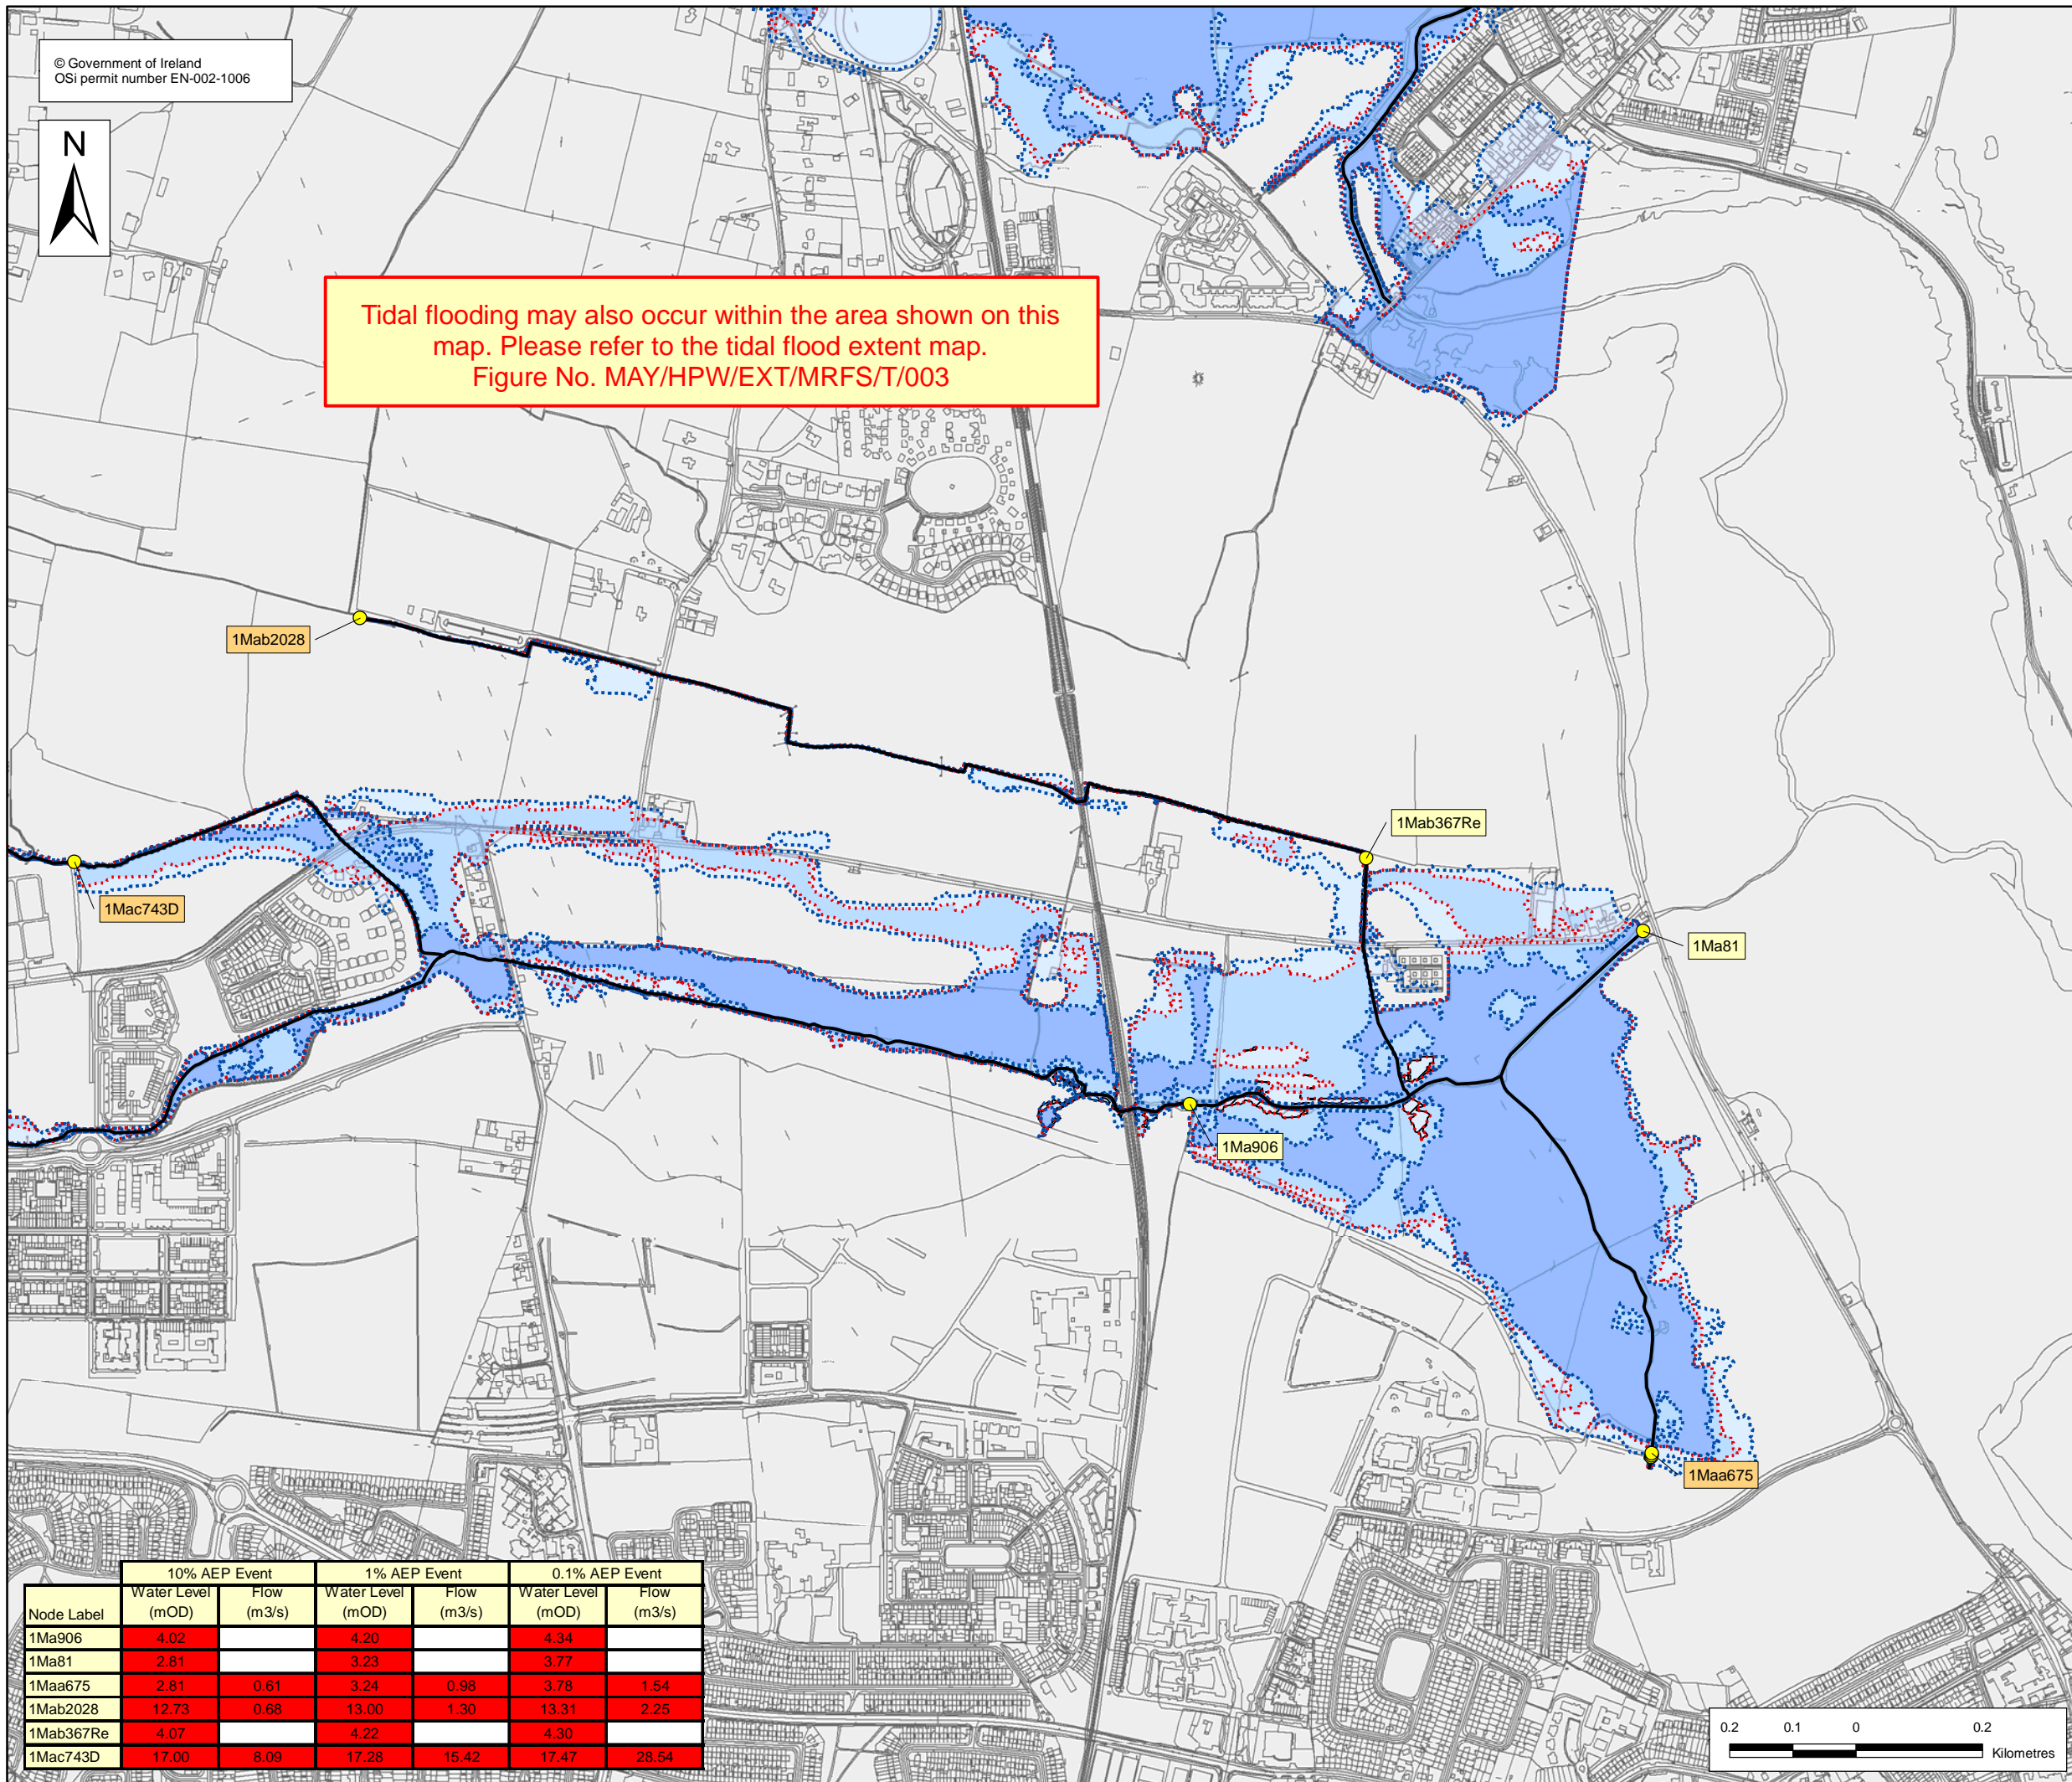 © Government of Ireland
OSi permit number EN-002-1006
N
Tidal flooding may also occur within the area shown on this
map. Please refer to the tidal flood extent map.
Figure No. MAY/HPW/EXT/MRFS/T/003
1Mab2028
1Mab367Re
1Mac743D
1Ma81
1Ma906
1Maa675
10% AEP Event 1% AEP Event 0.1% AEP Event
Node Label Water Level (mOD) Flow (m3/s) Water Level (mOD) Flow (m3/s) Water Level (mOD) Flow (m3/s)
1Ma906 4.02 4.20 4.34
1Ma81 2.81 3.23 3.77
1Maa675 2.81 0.61 3.24 0.98 3.78 1.54
1Mab2028 12.73 0.68 13.00 1.30 13.31 2.25
1Mab367Re 4.07 4.22 4.30
1Mac743D 17.00 8.09 17.28 15.42 17.47 28.54
0.2 0.1 0 0.2
Kilometres